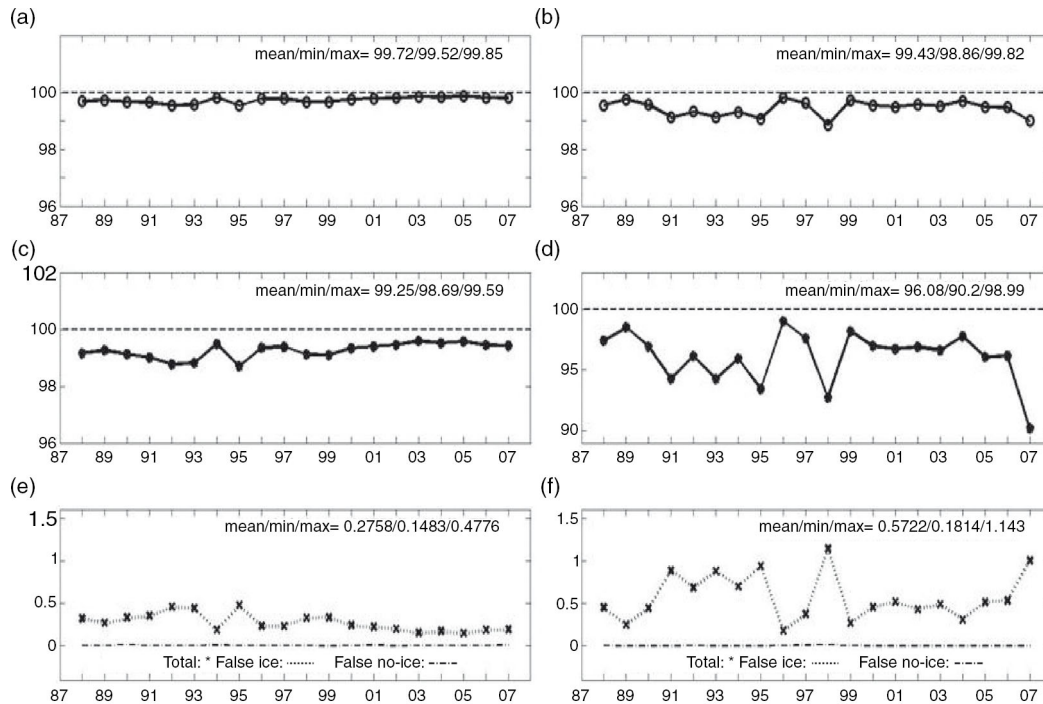 (a)
mean/min/max= 99.72/99.52/99.85
100
98
96
87 89 91 93 95 97 99 01 03 05 07
(b)
mean/min/max= 99.43/98.86/99.82
100
98
96
87 89 91 93 95 97 99 01 03 05 07
(c)
102
mean/min/max= 99.25/98.69/99.59
100
98
96
87 89 91 93 95 97 99 01 03 05 07
(d)
mean/min/max= 96.08/90.2/98.99
100
95
90
87 89 91 93 95 97 99 01 03 05 07
(e)
1.5
mean/min/max= 0.2758/0.1483/0.4776
1
0.5
0
Total: * False ice: False no-ice:
87 89 91 93 95 97 99 01 03 05 07
(f)
1.5
mean/min/max= 0.5722/0.1814/1.143
1
0.5
0
Total: * False ice: False no-ice:
87 89 91 93 95 97 99 01 03 05 07